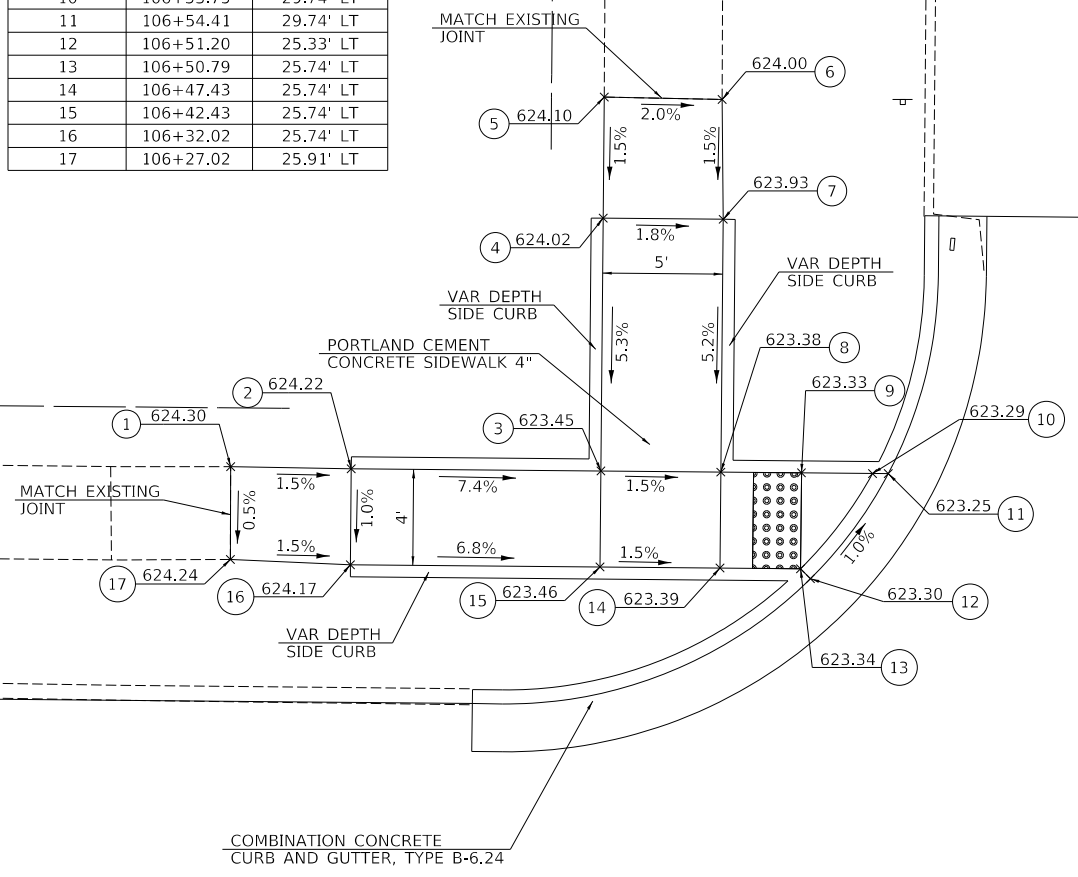 11 106+54.41 29.74' LT
12 106+51.20 25.33' LT
13 106+50.79 25.74' LT
14 106+47.43 25.74' LT
15 106+42.43 25.74' LT
16 106+32.02 25.74' LT
17 106+27.02 25.91' LT
MATCH EXISTING
JOINT
624.00 6
5 624.10
2.0%
1.5%
1.5%
623.93 7
4 624.02
1.8%
5'
VAR DEPTH
SIDE CURB
VAR DEPTH
SIDE CURB
5.3%
5.2%
PORTLAND CEMENT
CONCRETE SIDEWALK 4"
623.38 8
2 624.22
623.33 9
1 624.30
3 623.45
623.29 10
1.5%
7.4%
1.5%
MATCH EXISTING
JOINT
0.5%
1.0%
4'
623.25 11
1.5%
6.8%
1.5%
1.0%
17 624.24
16 624.17
15 623.46
14 623.39
623.30 12
VAR DEPTH
SIDE CURB
623.34 13
COMBINATION CONCRETE
CURB AND GUTTER, TYPE B-6.24